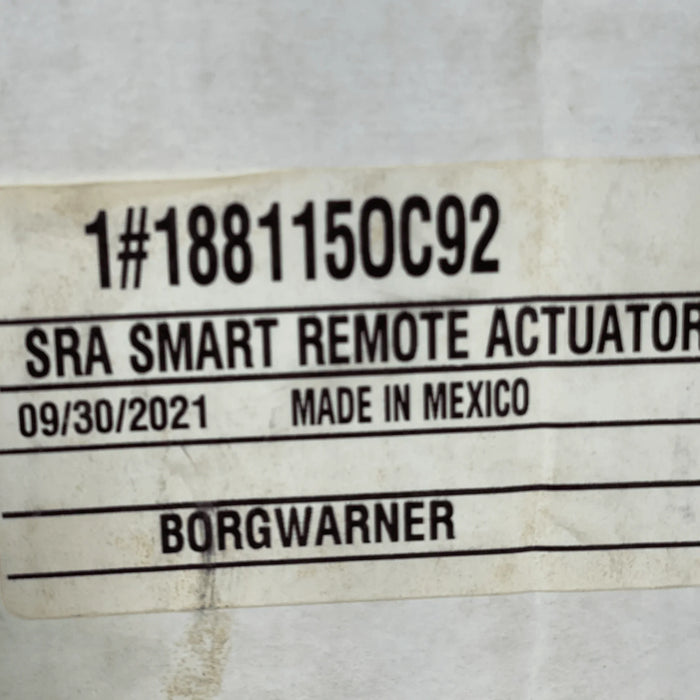 1#1881150C92
SRA SMART REMOTE ACTUATOR
09/30/2021 MADE IN MEXICO
BORGWARNER